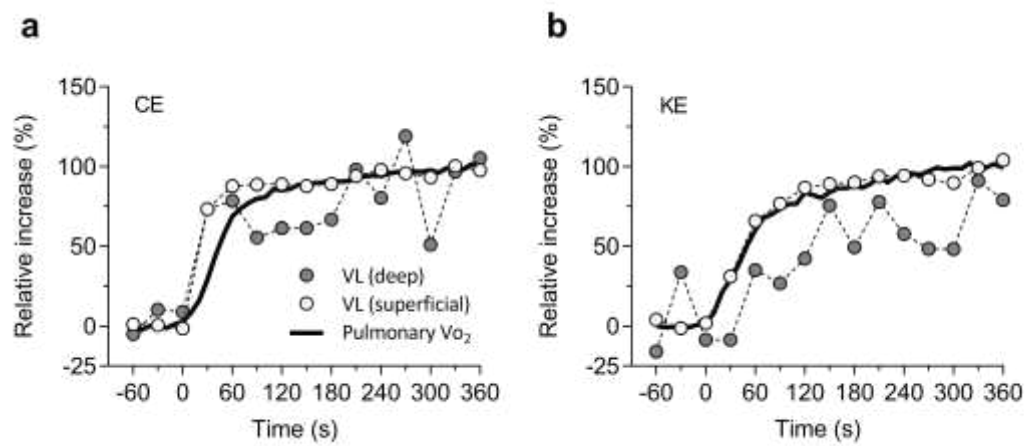 a
b
150
100
50
0
-25
Relative increase (%)
CE
VL (deep)
VL (superficial)
Pulmonary Vo₂
-60 0 60 120 180 240 300 360
Time (s)
150
100
50
0
-25
Relative increase (%)
KE
-60 0 60 120 180 240 300 360
Time (s)